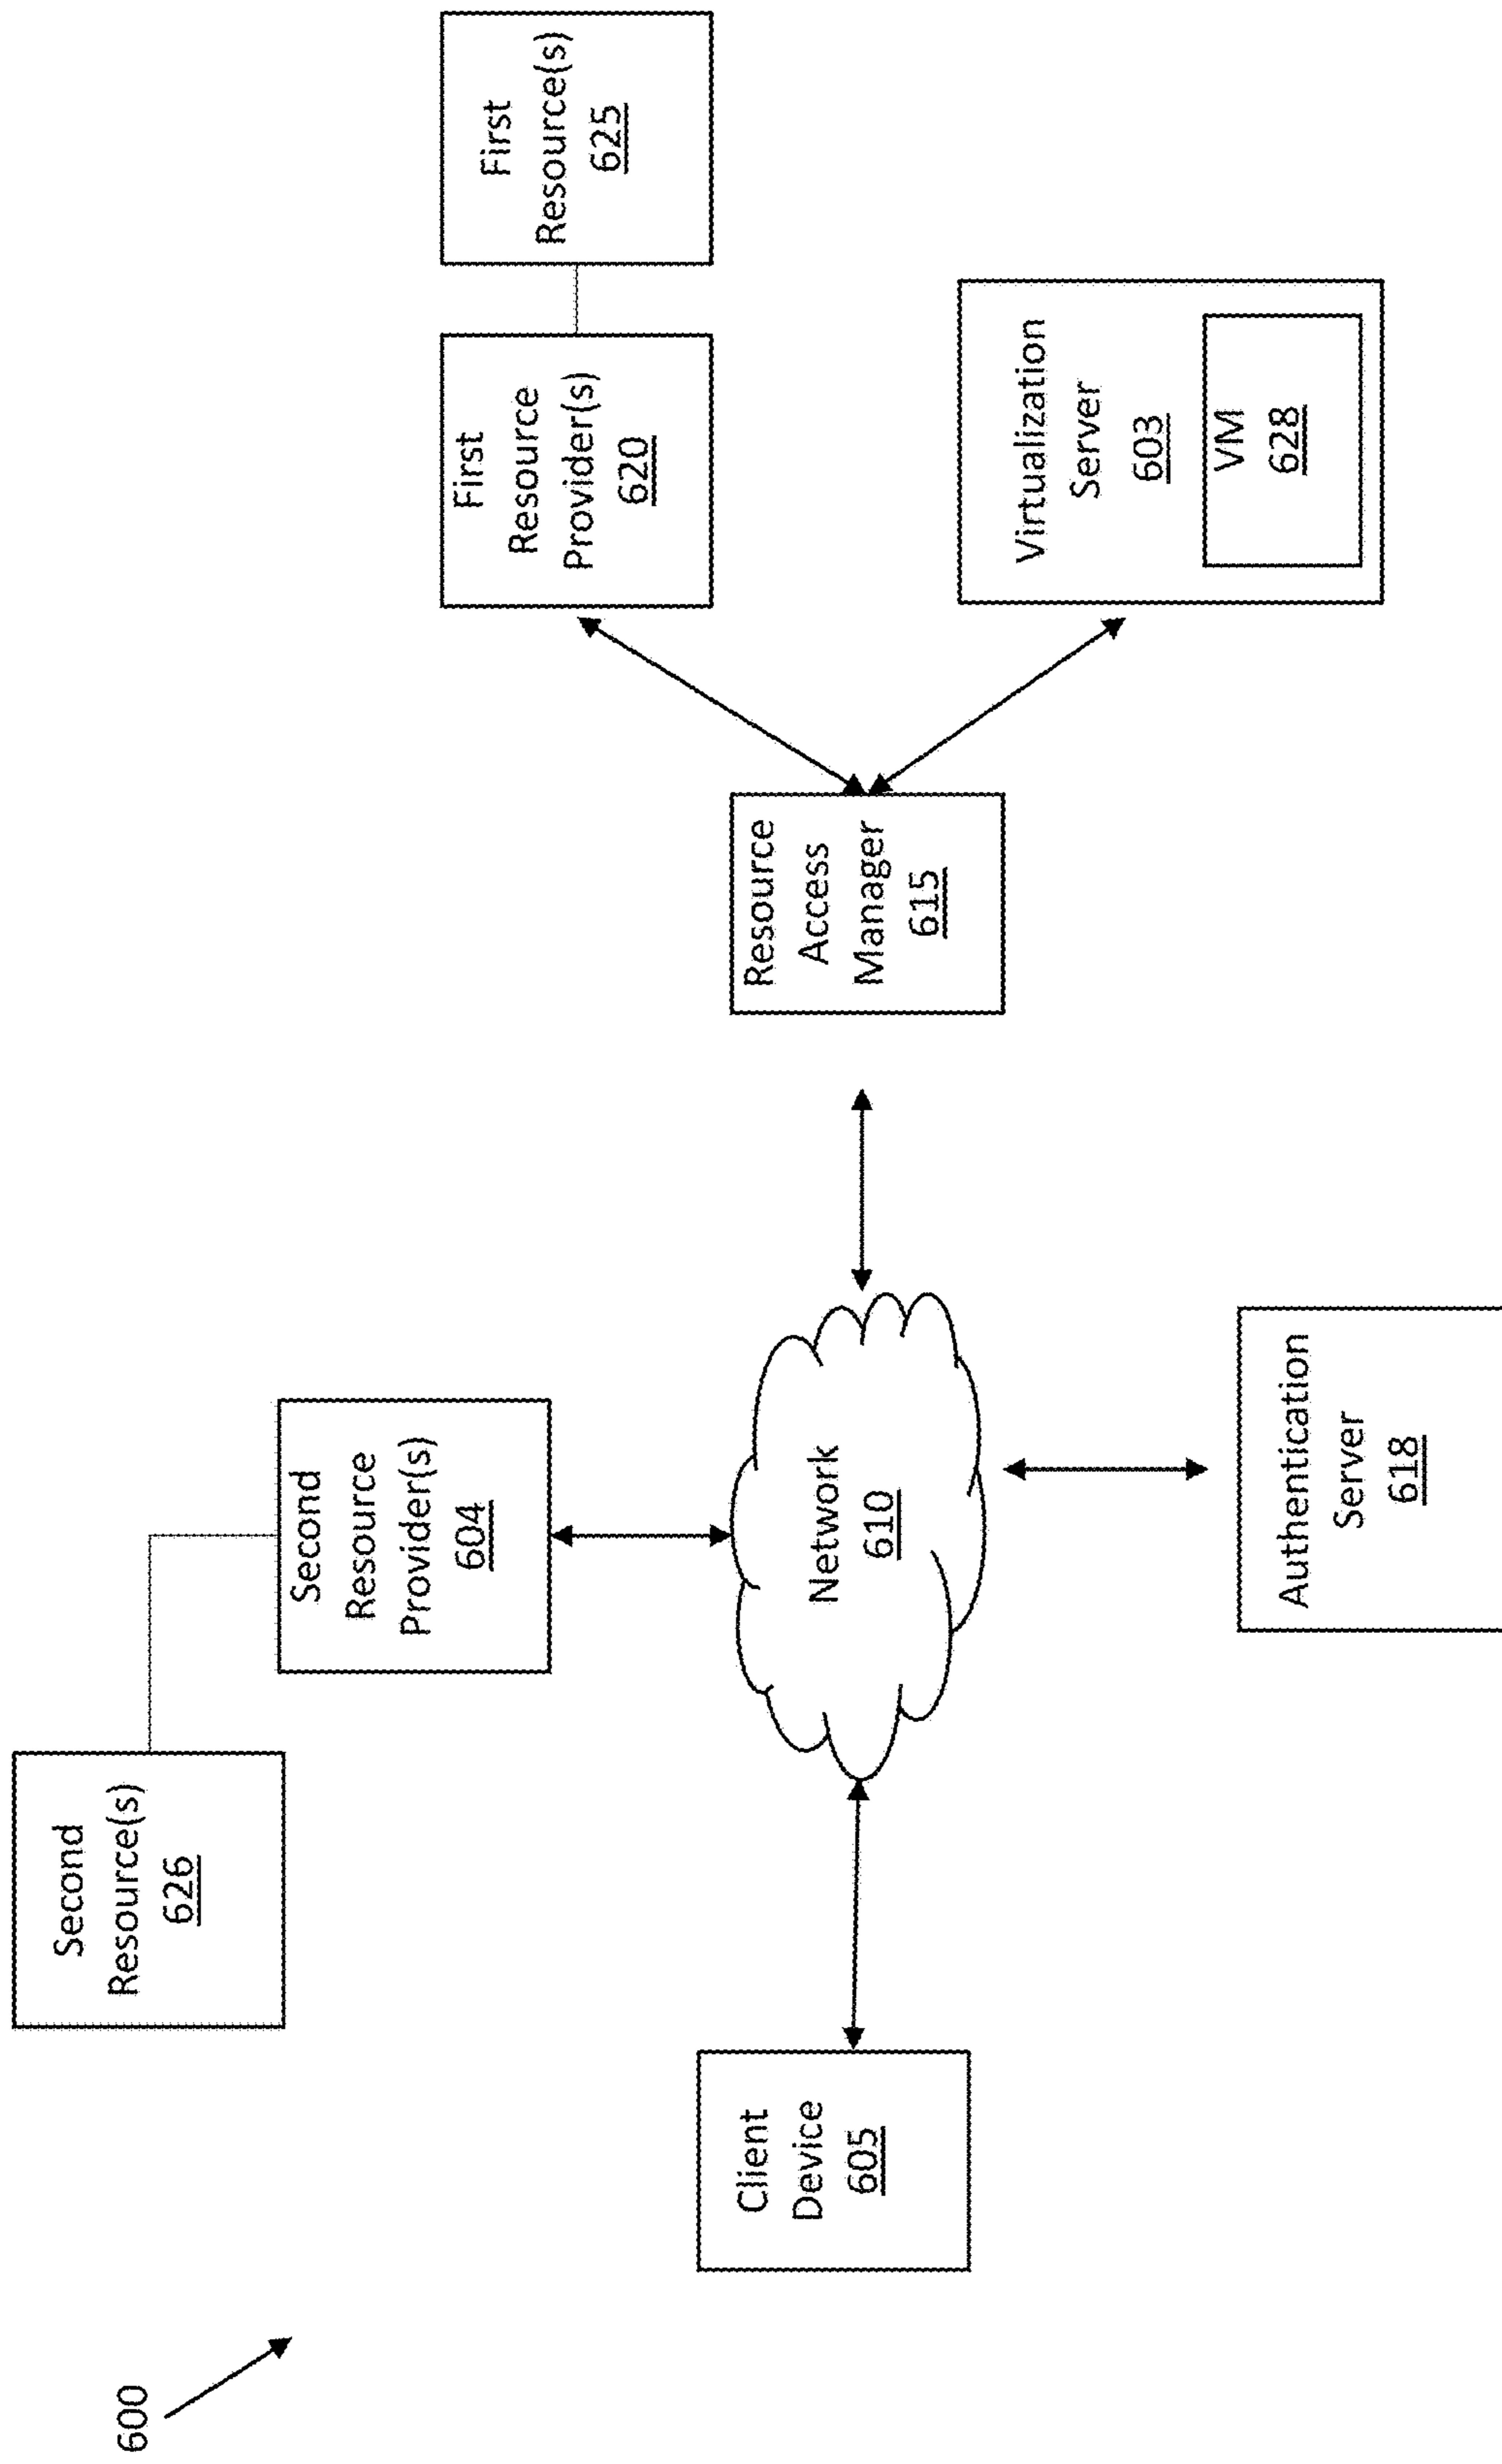 600
Second
Resource(s)
626
Second
Resource
Provider(s)
604
First
Resource
Provider(s)
620
First
Resource(s)
625
Client
Device
605
Network
610
Resource
Access
Manager
615
Virtualization
Server
603
VM
628
Authentication
Server
618